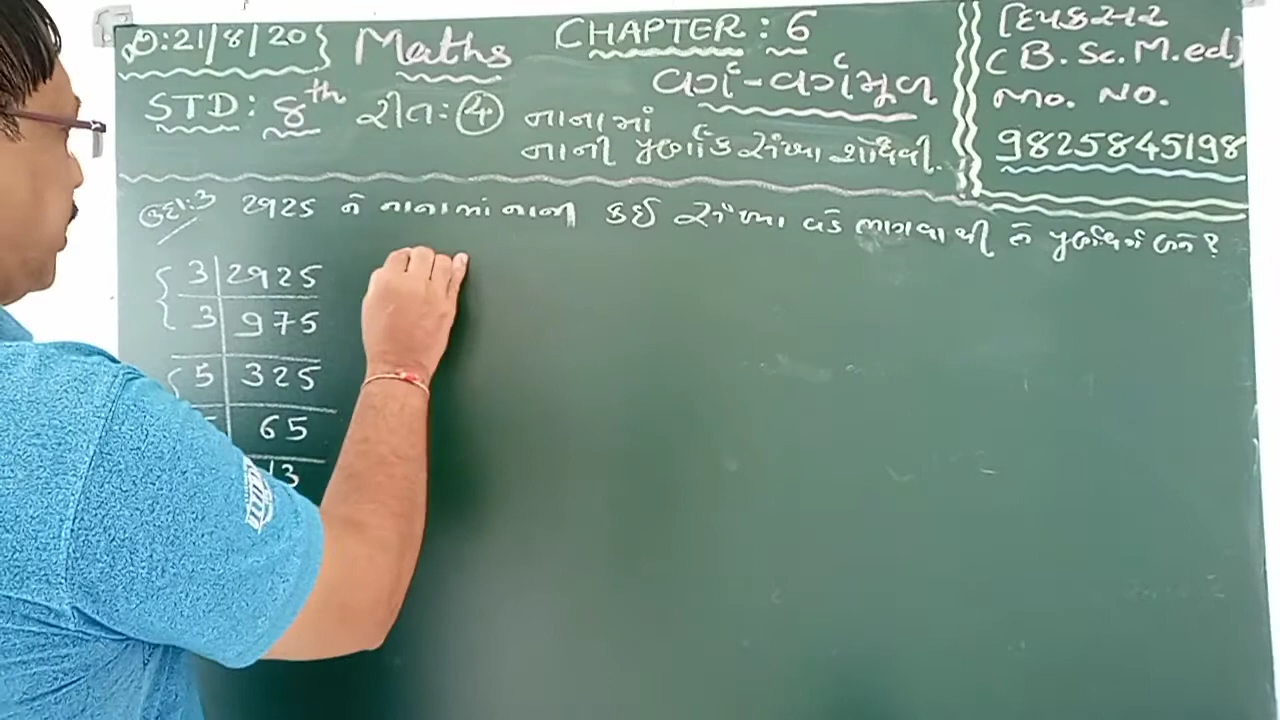 તા:21/8/20
Maths
CHAPTER : 6
વર્ગ-વર્ગમૂળ
STD: 8th
રીત: 4 નાનામાં
નાની પૂર્ણાંક સંખ્યા શોધવી.
દિપકસર
(B. Sc. M.ed)
MO. NO.
9825845198
ઉદા:3 2925 ને નાનામાં નાની કઈ સંખ્યા વડે ભાગવાથી તે પૂર્ણવર્ગ બને ?
3 2925
3 975
5 325
65
13